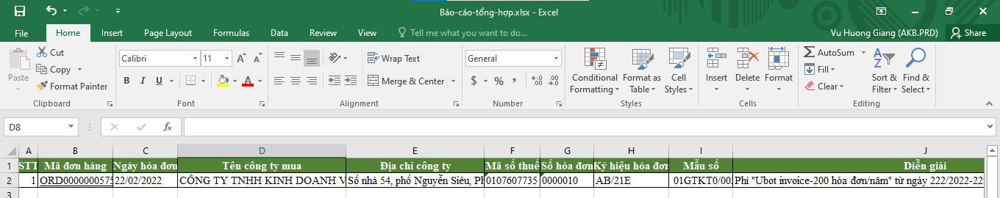 Báo-cáo-tổng-hợp.xlsx - Excel
File Home Insert Page Layout Formulas Data Review View Tell me what you want to do... Vu Huong Giang (AKB.PRD) Share
Paste
Cut
Copy
Format Painter
Clipboard
Calibri 11
B I U
Font
Wrap Text
Merge & Center
Alignment
General
$ % ,
Number
Conditional Formatting
Format as Table
Cell Styles
Styles
Insert Delete Format
Cells
AutoSum
Fill
Clear
Sort & Filter
Find & Select
Editing
D8 fx
A B C D E F G H I J
1 STT Mã đơn hàng Ngày hóa đơn Tên công ty mua Địa chỉ công ty Mã số thuế Số hóa đơn Ký hiệu hóa đơn Mẫu số Diễn giải
2 1 ORD0000000575 22/02/2022 CÔNG TY TNHH KINH DOANH V Số nhà 54, phố Nguyễn Siêu, Ph 0107607735 0000010 AB/21E 01GTKT0/00 Phí "Ubot invoice-200 hóa đơn/năm" từ ngày 222/2022-22
3